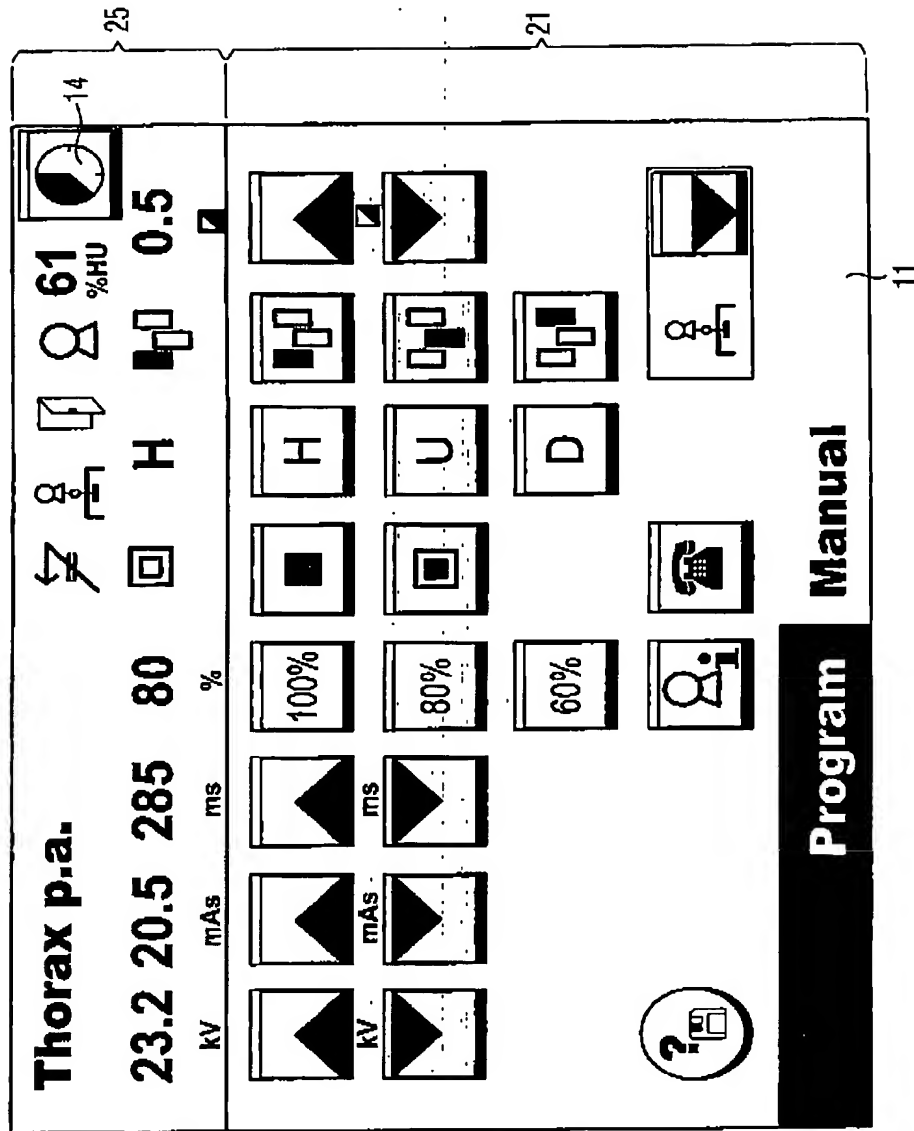 Thorax p.a.
61
%HU
14
25
23.2 20.5 285 80 H 0.5
kV mAs ms %
100% H
kV mAs ms
80% U
60% D
21
?
i
Program Manual
11